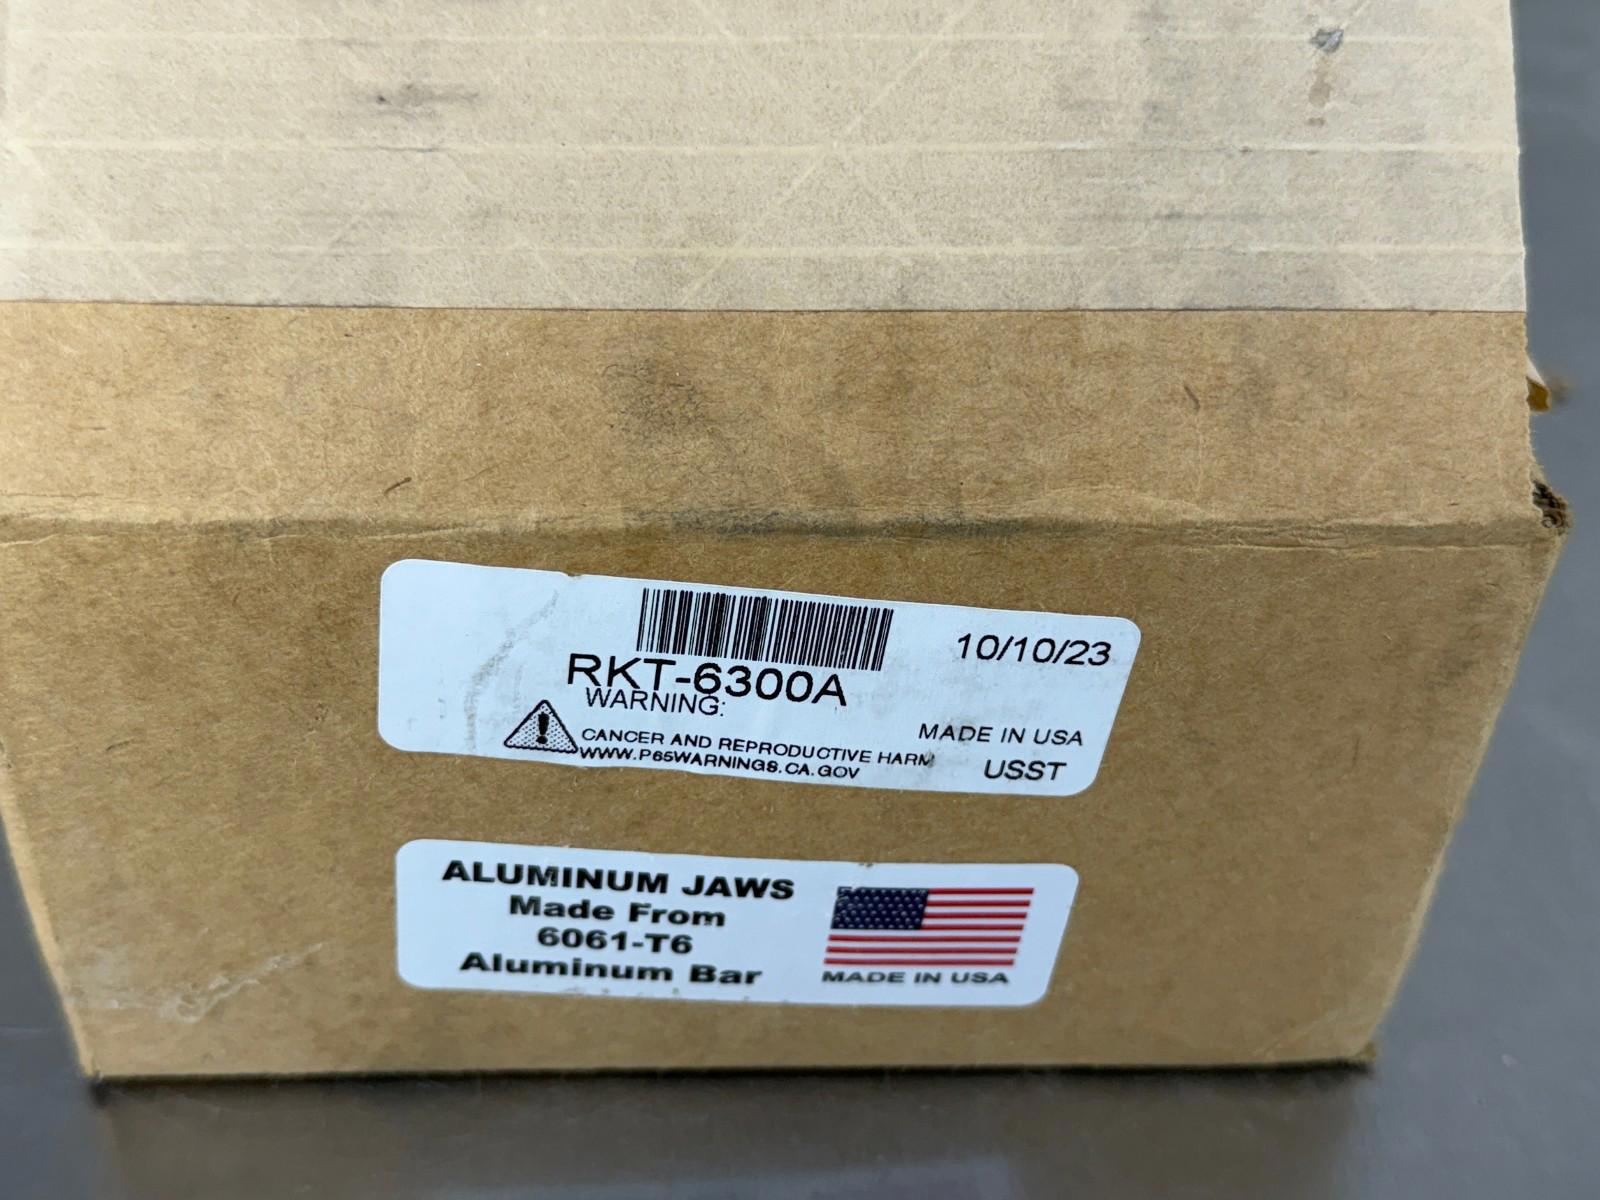 10/10/23
RKT-6300A
WARNING:
CANCER AND REPRODUCTIVE HARM
WWW.P65WARNINGS.CA.GOV
MADE IN USA
USST
ALUMINUM JAWS
Made From
6061-T6
Aluminum Bar
MADE IN USA